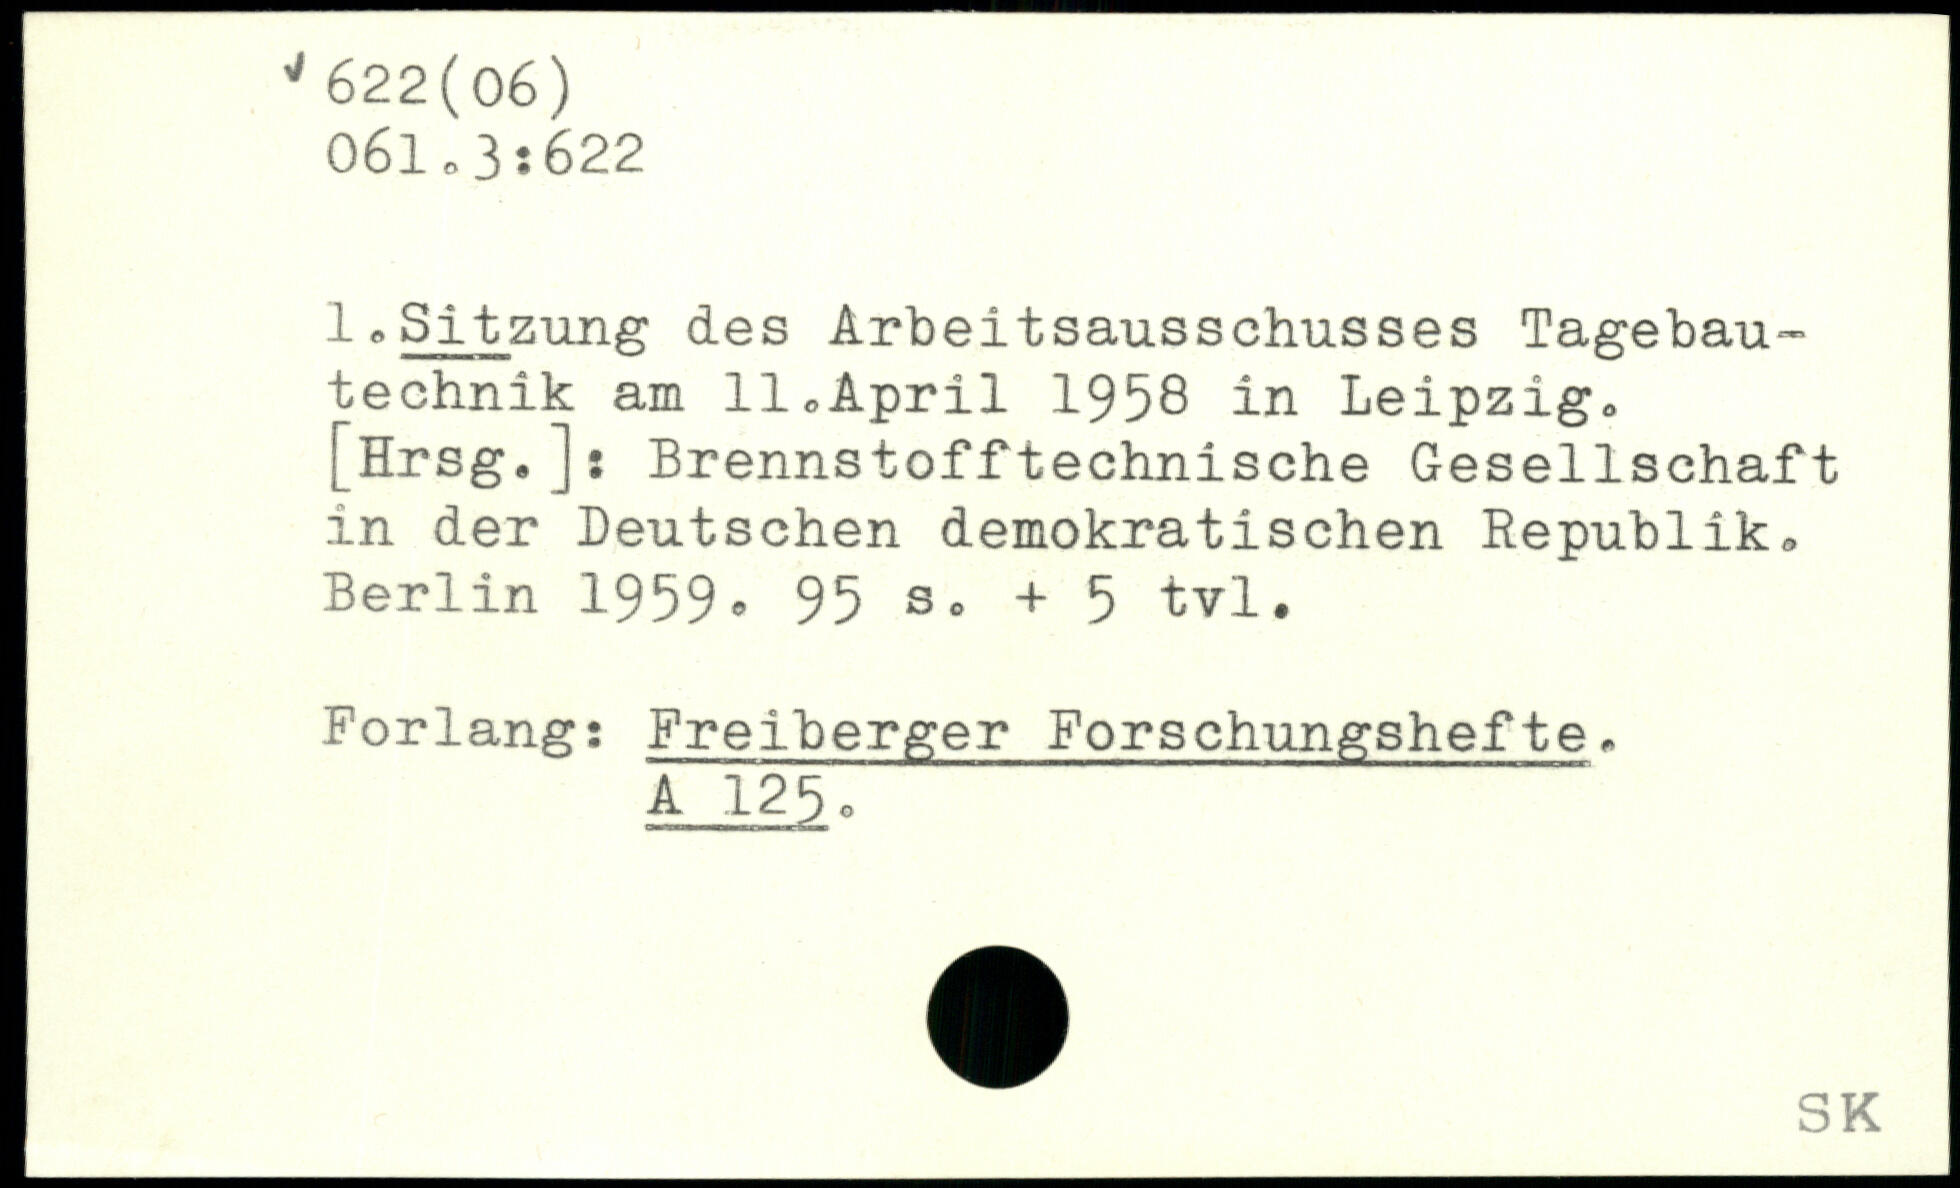 622(06)
061.3:622
1.Sitzung des Arbeitsausschusses Tagebau-
technik am 11.April 1958 in Leipzig.
[Hrsg.]: Brennstofftechnische Gesellschaft
in der Deutschen demokratischen Republik.
Berlin 1959. 95 s. + 5 tvl.
Forlang: Freiberger Forschungshefte.
A 125.
SK